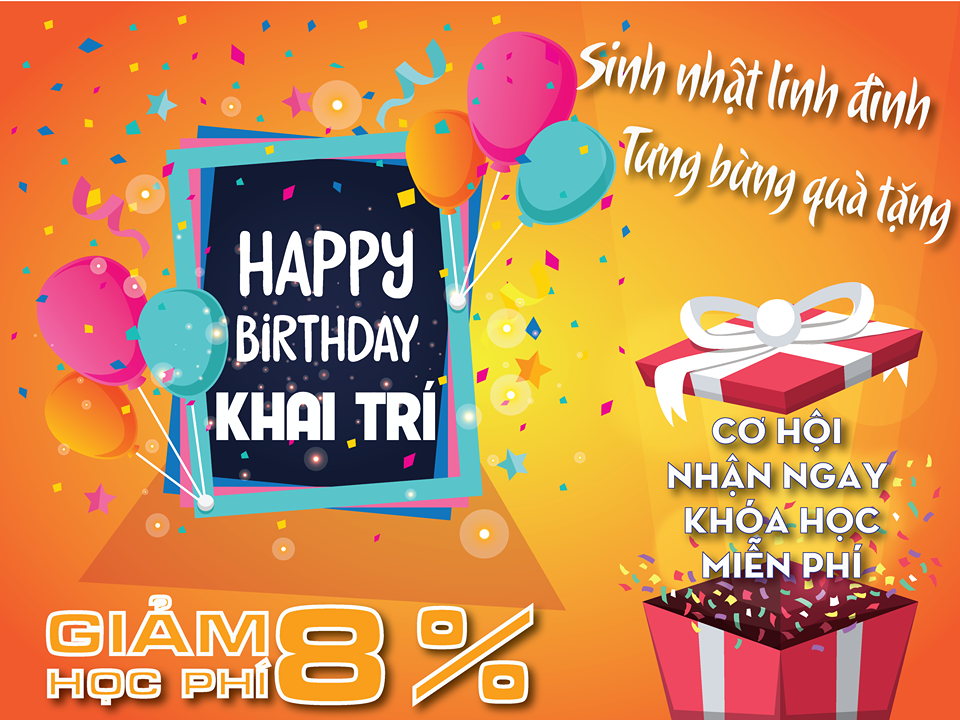 Sinh nhật linh đình
Tưng bừng quà tặng
HAPPY
BiRTHDAY
KHAI TRÍ
CƠ HỘI
NHẬN NGAY
KHÓA HỌC
MIỄN PHÍ
GIẢM 8%
HỌC PHÍ